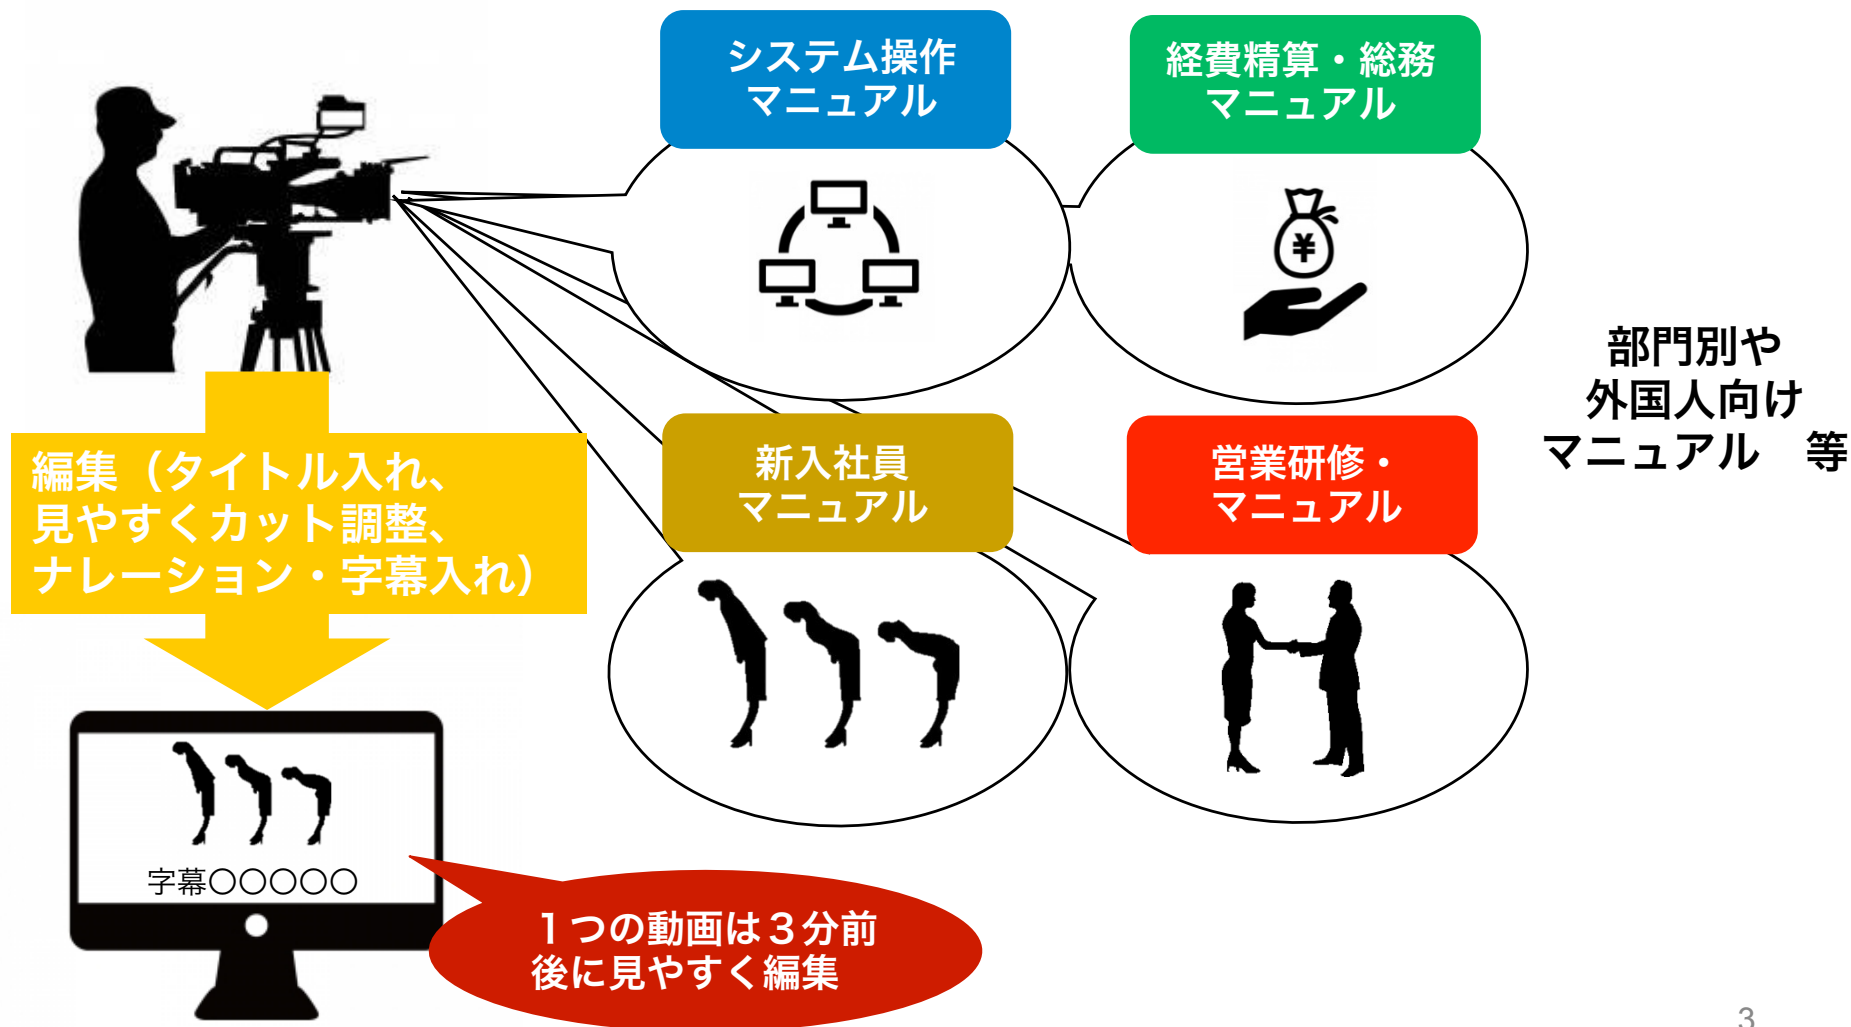 システム操作
マニュアル
経費精算・総務
マニュアル
¥
部門別や
外国人向け
マニュアル　等
新入社員
マニュアル
営業研修・
マニュアル
編集（タイトル入れ、
見やすくカット調整、
ナレーション・字幕入れ）
字幕〇〇〇〇〇
１つの動画は３分前
後に見やすく編集
3